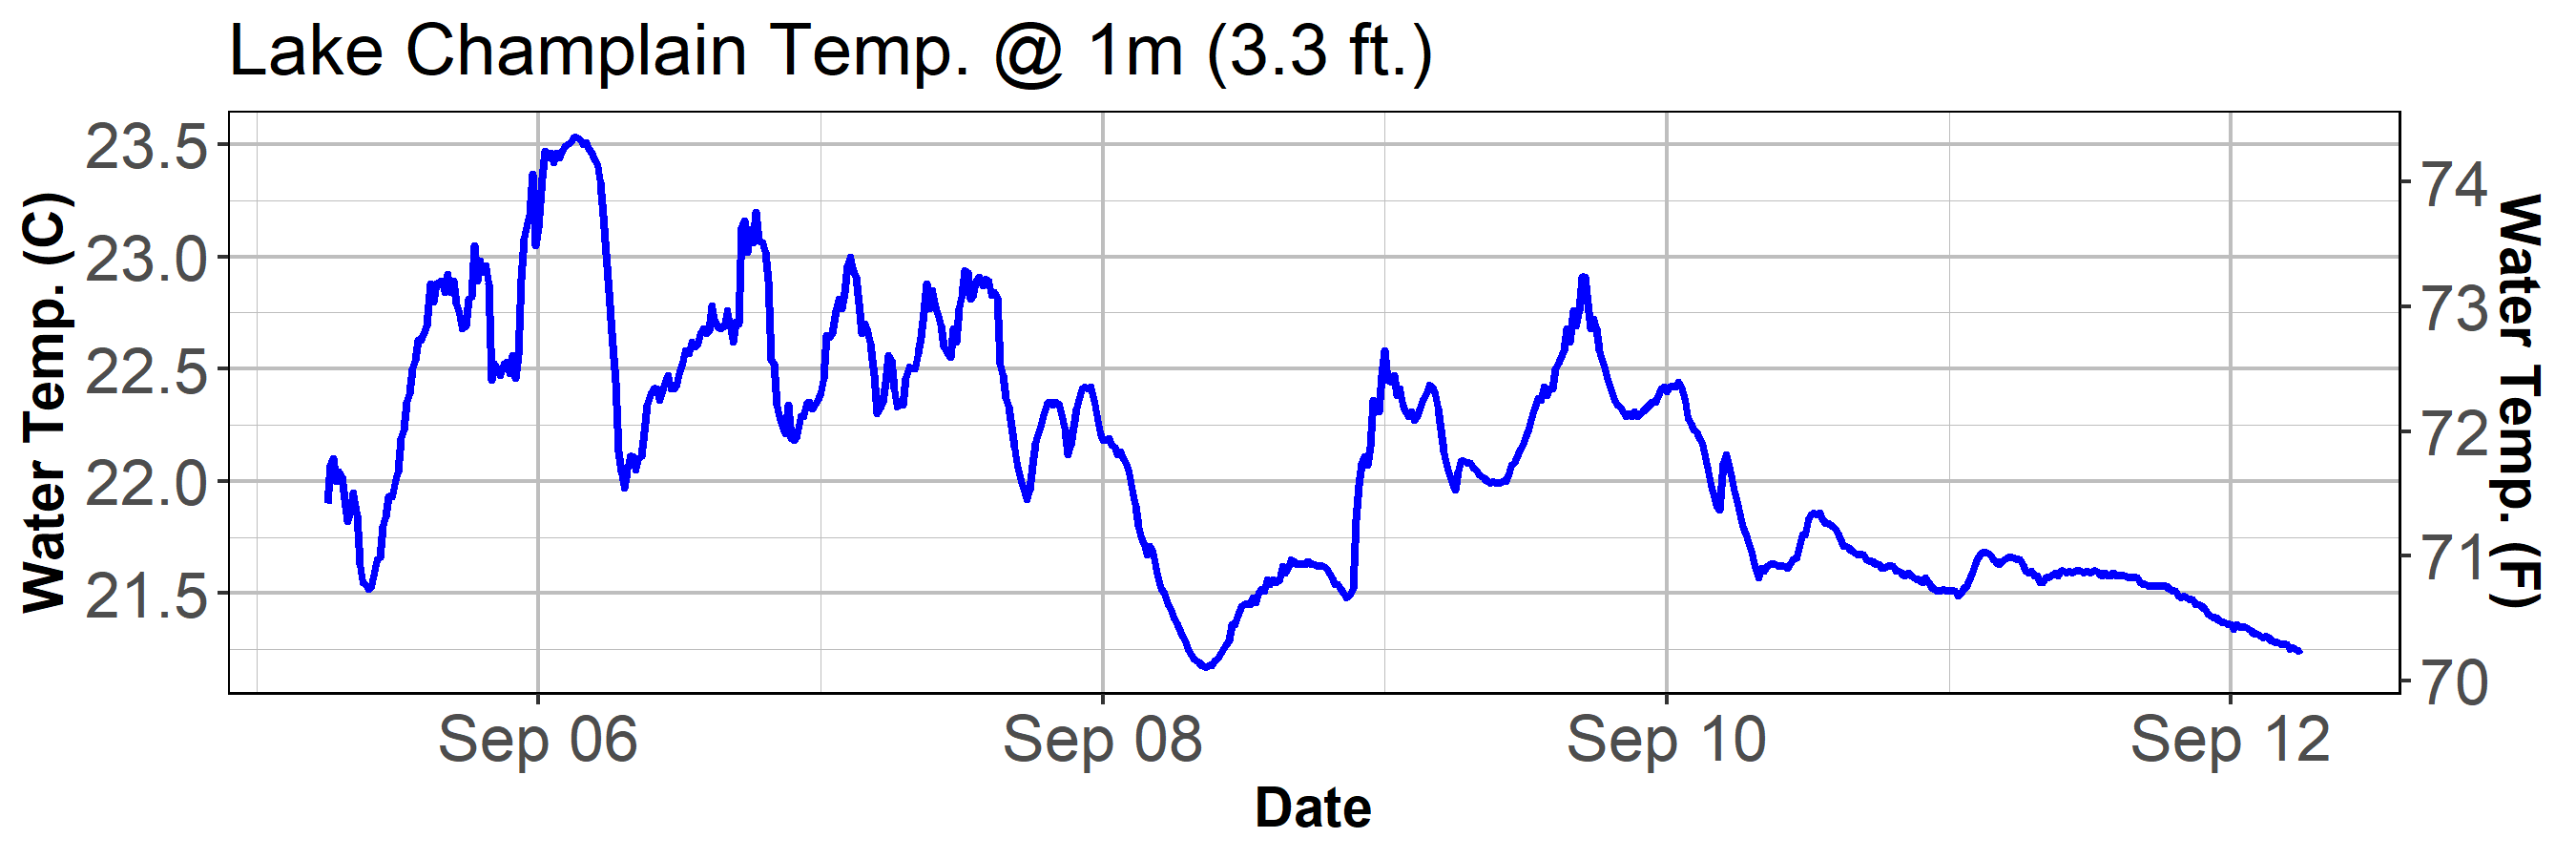 Lake Champlain Temp. @ 1m (3.3 ft.)
Water Temp. (C)
23.5
23.0
22.5
22.0
21.5
74
73
72
71
70
Water Temp. (F)
Sep 06
Sep 08
Sep 10
Sep 12
Date